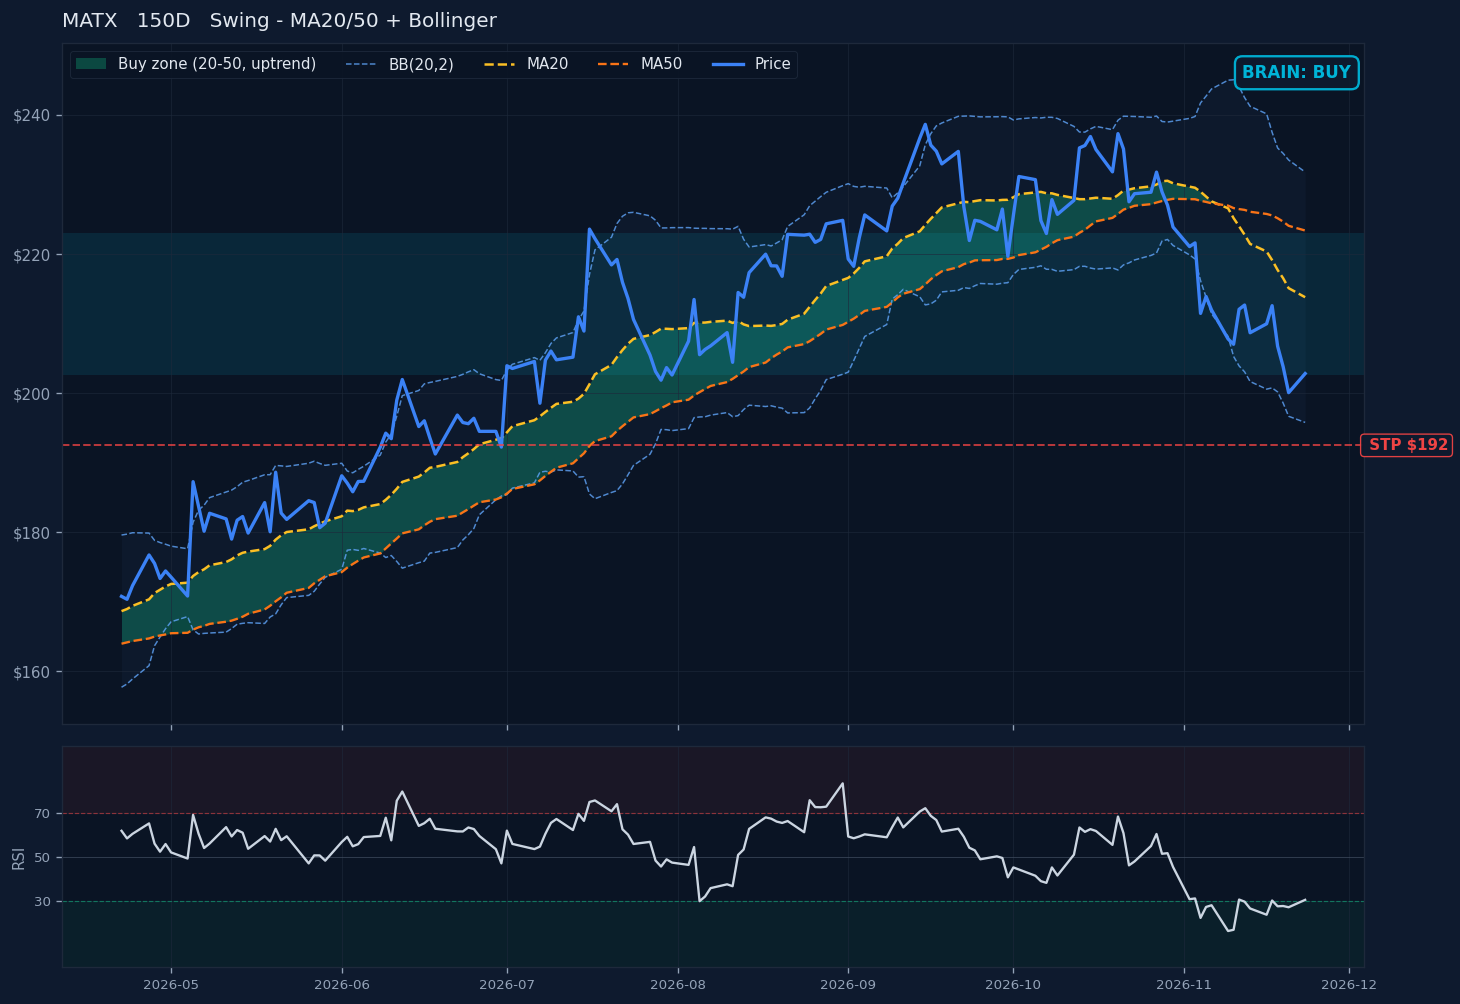 MATX   150D   Swing - MA20/50 + Bollinger
Buy zone (20-50, uptrend)   BB(20,2)   MA20   MA50   Price
BRAIN: BUY
$240
$220
$200
STP $192
$180
$160
70
50
30
RSI
2026-05   2026-06   2026-07   2026-08   2026-09   2026-10   2026-11   2026-12